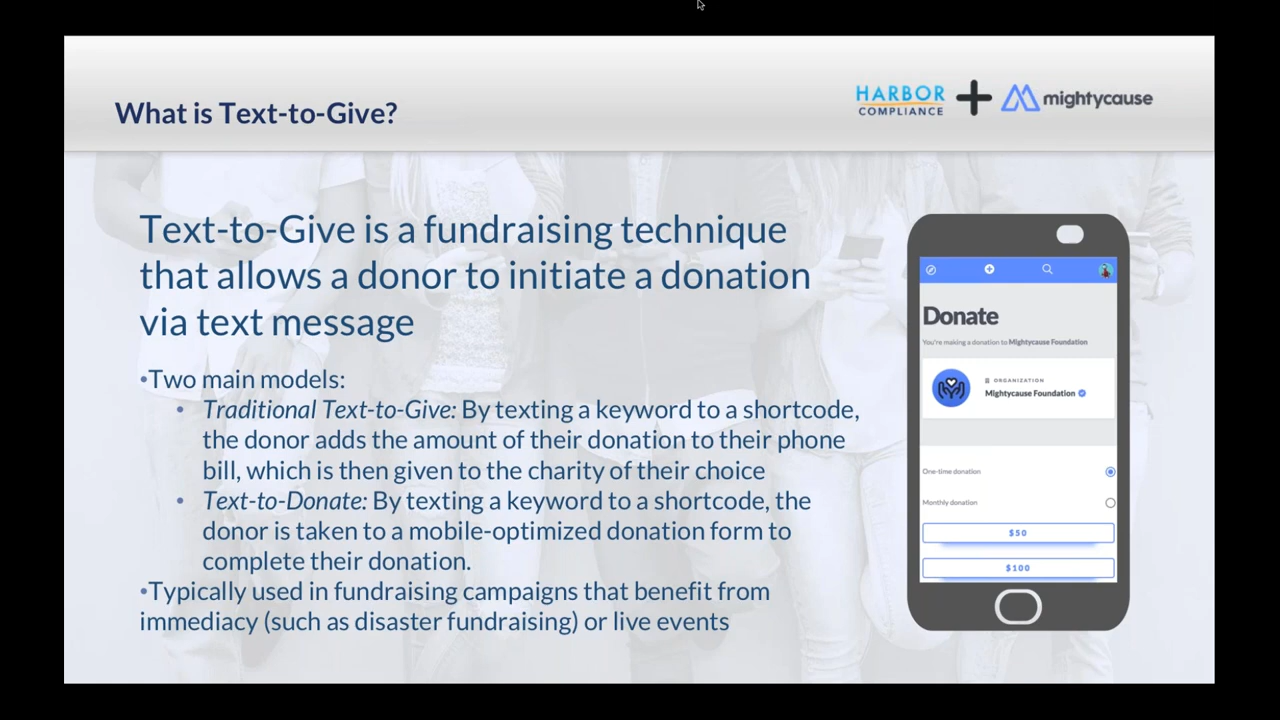 What is Text-to-Give?
HARBOR
COMPLIANCE
mightycause
Text-to-Give is a fundraising technique
that allows a donor to initiate a donation
via text message
•Two main models:
• Traditional Text-to-Give: By texting a keyword to a shortcode,
the donor adds the amount of their donation to their phone
bill, which is then given to the charity of their choice
• Text-to-Donate: By texting a keyword to a shortcode, the
donor is taken to a mobile-optimized donation form to
complete their donation.
•Typically used in fundraising campaigns that benefit from
immediacy (such as disaster fundraising) or live events
Donate
You're making a donation to Mightycause Foundation
ORGANIZATION
Mightycause Foundation
One-time donation
Monthly donation
$50
$100